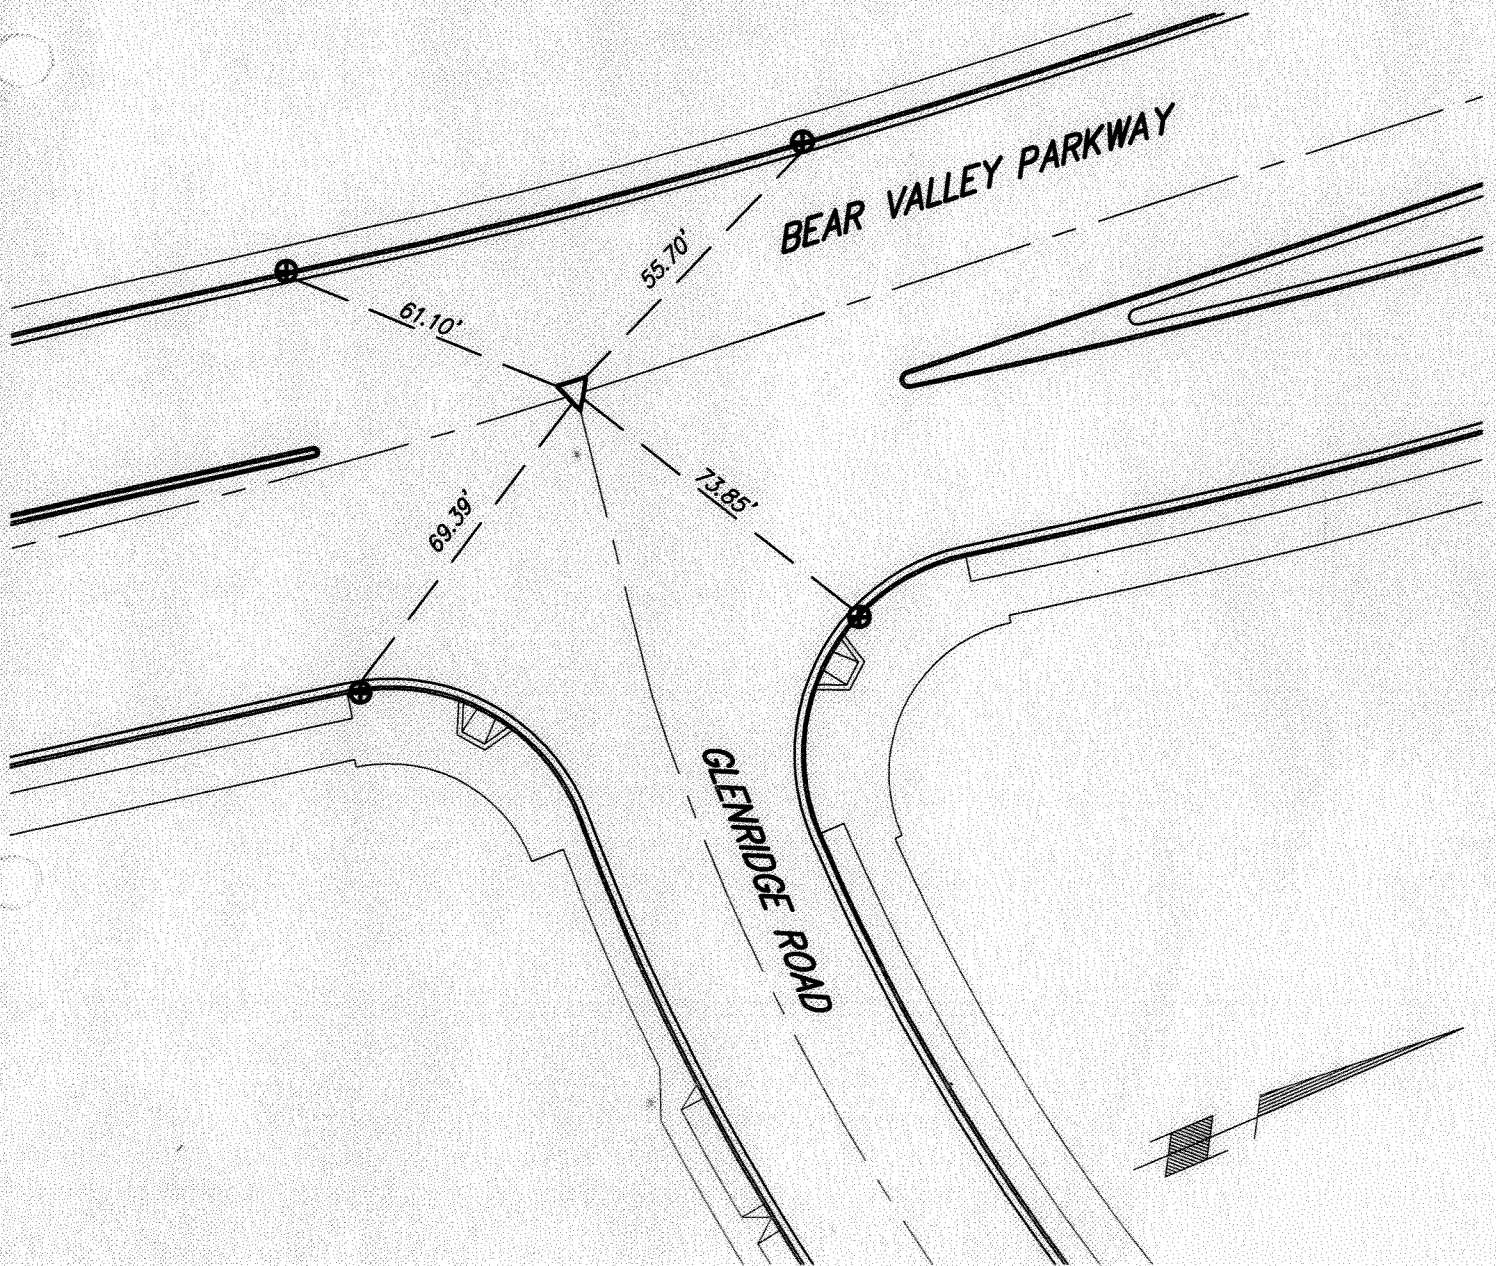 BEAR VALLEY PARKWAY
55.70'
61.10'
73.85'
69.39'
GLENRIDGE ROAD